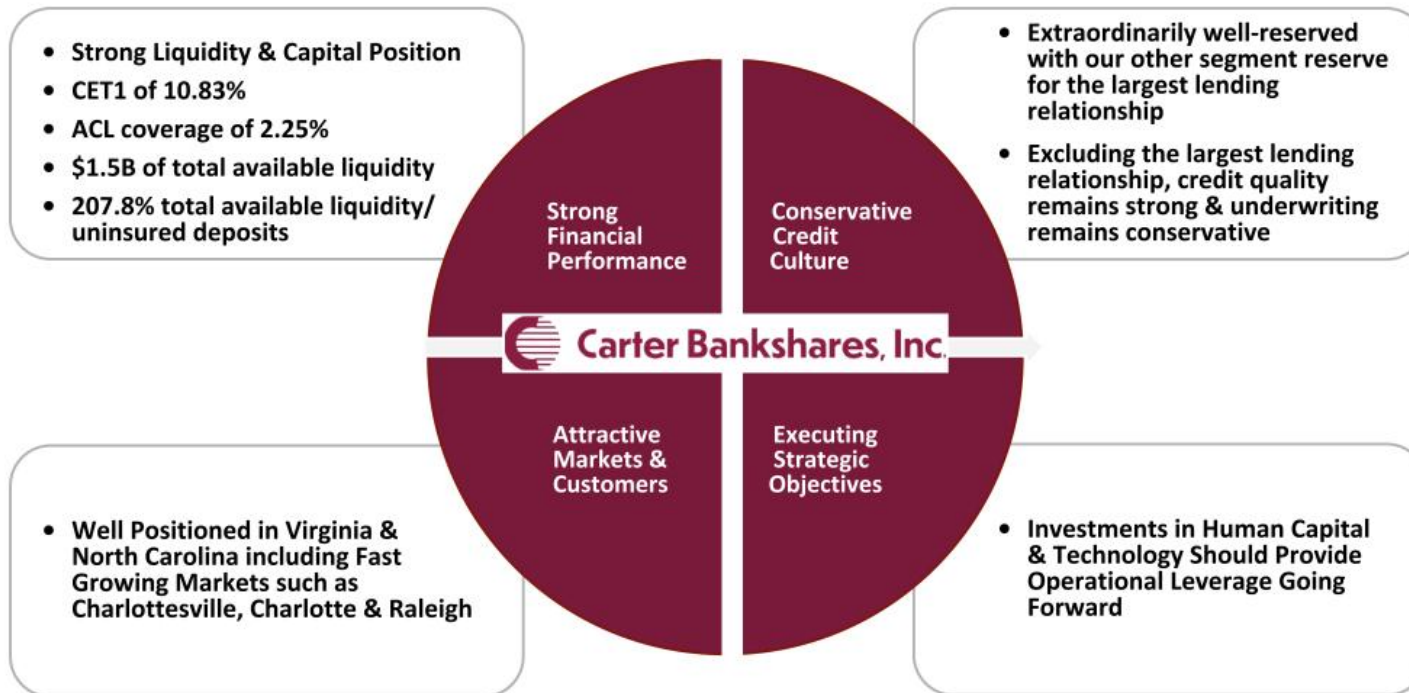 • Strong Liquidity & Capital Position
• CET1 of 10.83%
• ACL coverage of 2.25%
• $1.5B of total available liquidity
• 207.8% total available liquidity/
uninsured deposits
• Extraordinarily well-reserved
with our other segment reserve
for the largest lending
relationship
• Excluding the largest lending
relationship, credit quality
remains strong & underwriting
remains conservative
Strong
Financial
Performance
Conservative
Credit
Culture
Carter Bankshares, Inc.
Attractive
Markets &
Customers
Executing
Strategic
Objectives
• Well Positioned in Virginia &
North Carolina including Fast
Growing Markets such as
Charlottesville, Charlotte & Raleigh
• Investments in Human Capital
& Technology Should Provide
Operational Leverage Going
Forward